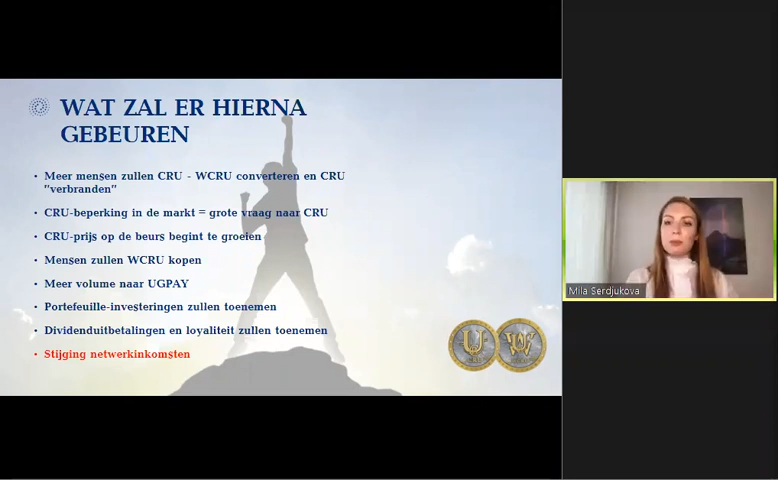 WAT ZAL ER HIERNA
GEBEUREN
• Meer mensen zullen CRU - WCRU converteren en CRU
"verbranden"
• CRU-beperking in de markt = grote vraag naar CRU
• CRU-prijs op de beurs begint te groeien
• Mensen zullen WCRU kopen
• Meer volume naar UGPAY
• Portefeuille-investeringen zullen toenemen
• Dividenduitbetalingen en loyaliteit zullen toenemen
• Stijging netwerkinkomsten
Mila Serdjukova